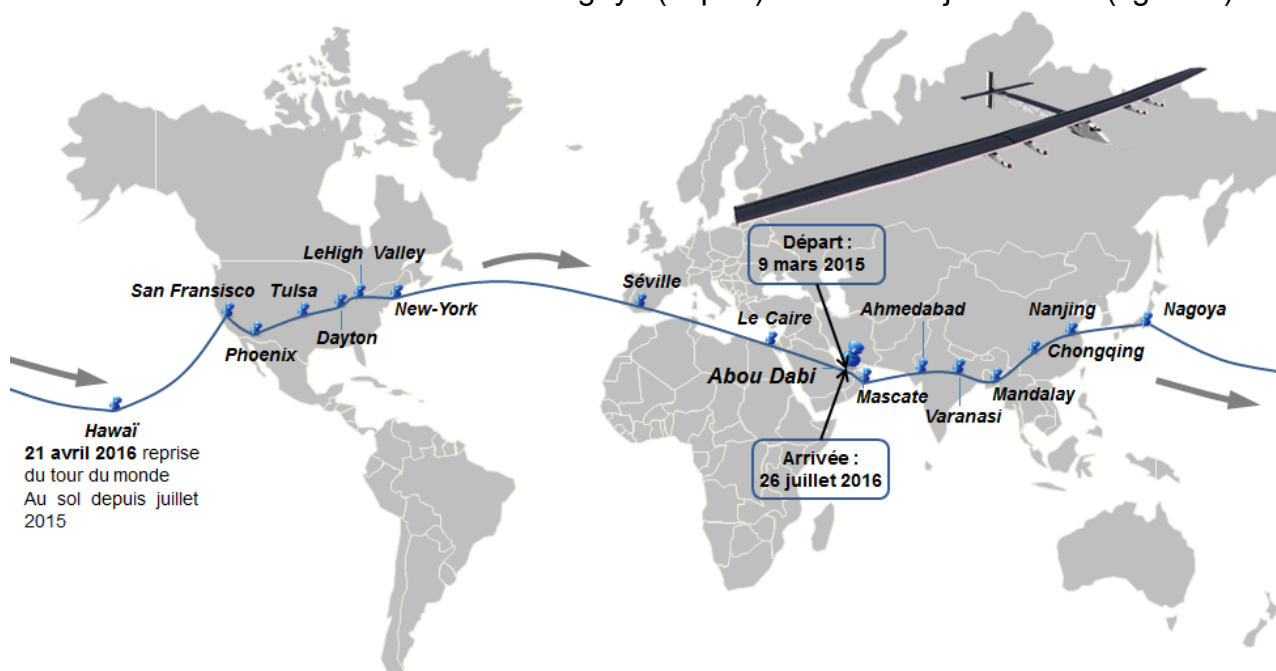 Départ :
9 mars 2015
LeHigh Valley
San Fransisco
Tulsa
New-York
Dayton
Phoenix
Séville
Le Caire
Ahmedabad
Nanjing
Nagoya
Chongqing
Abou Dabi
Mascate
Varanasi
Mandalay
Hawaï
21 avril 2016 reprise
du tour du monde
Au sol depuis juillet
2015
Arrivée :
26 juillet 2016